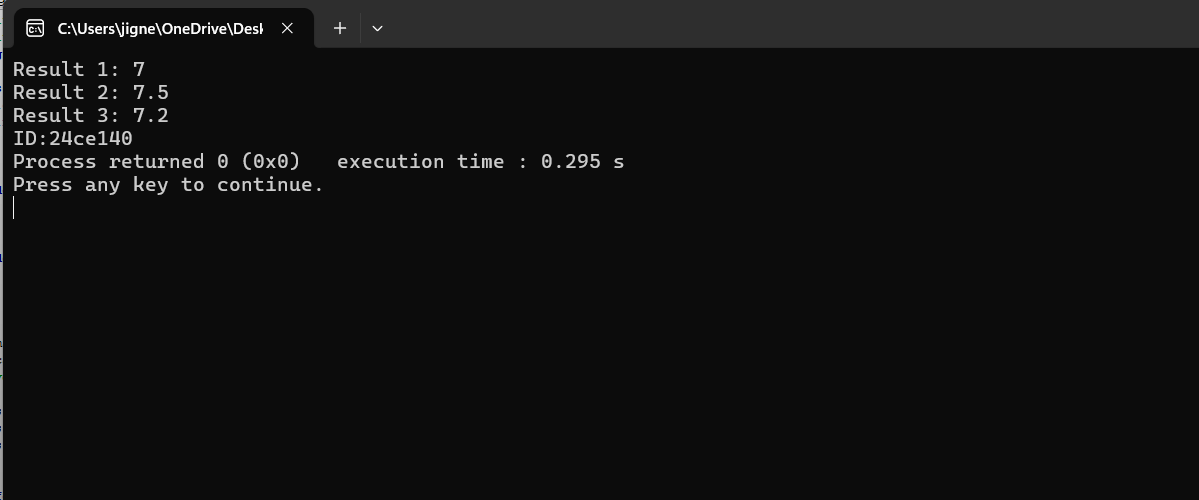 C:\Users\jigne\OneDrive\Desk
Result 1: 7
Result 2: 7.5
Result 3: 7.2
ID:24ce140
Process returned 0 (0x0)   execution time : 0.295 s
Press any key to continue.